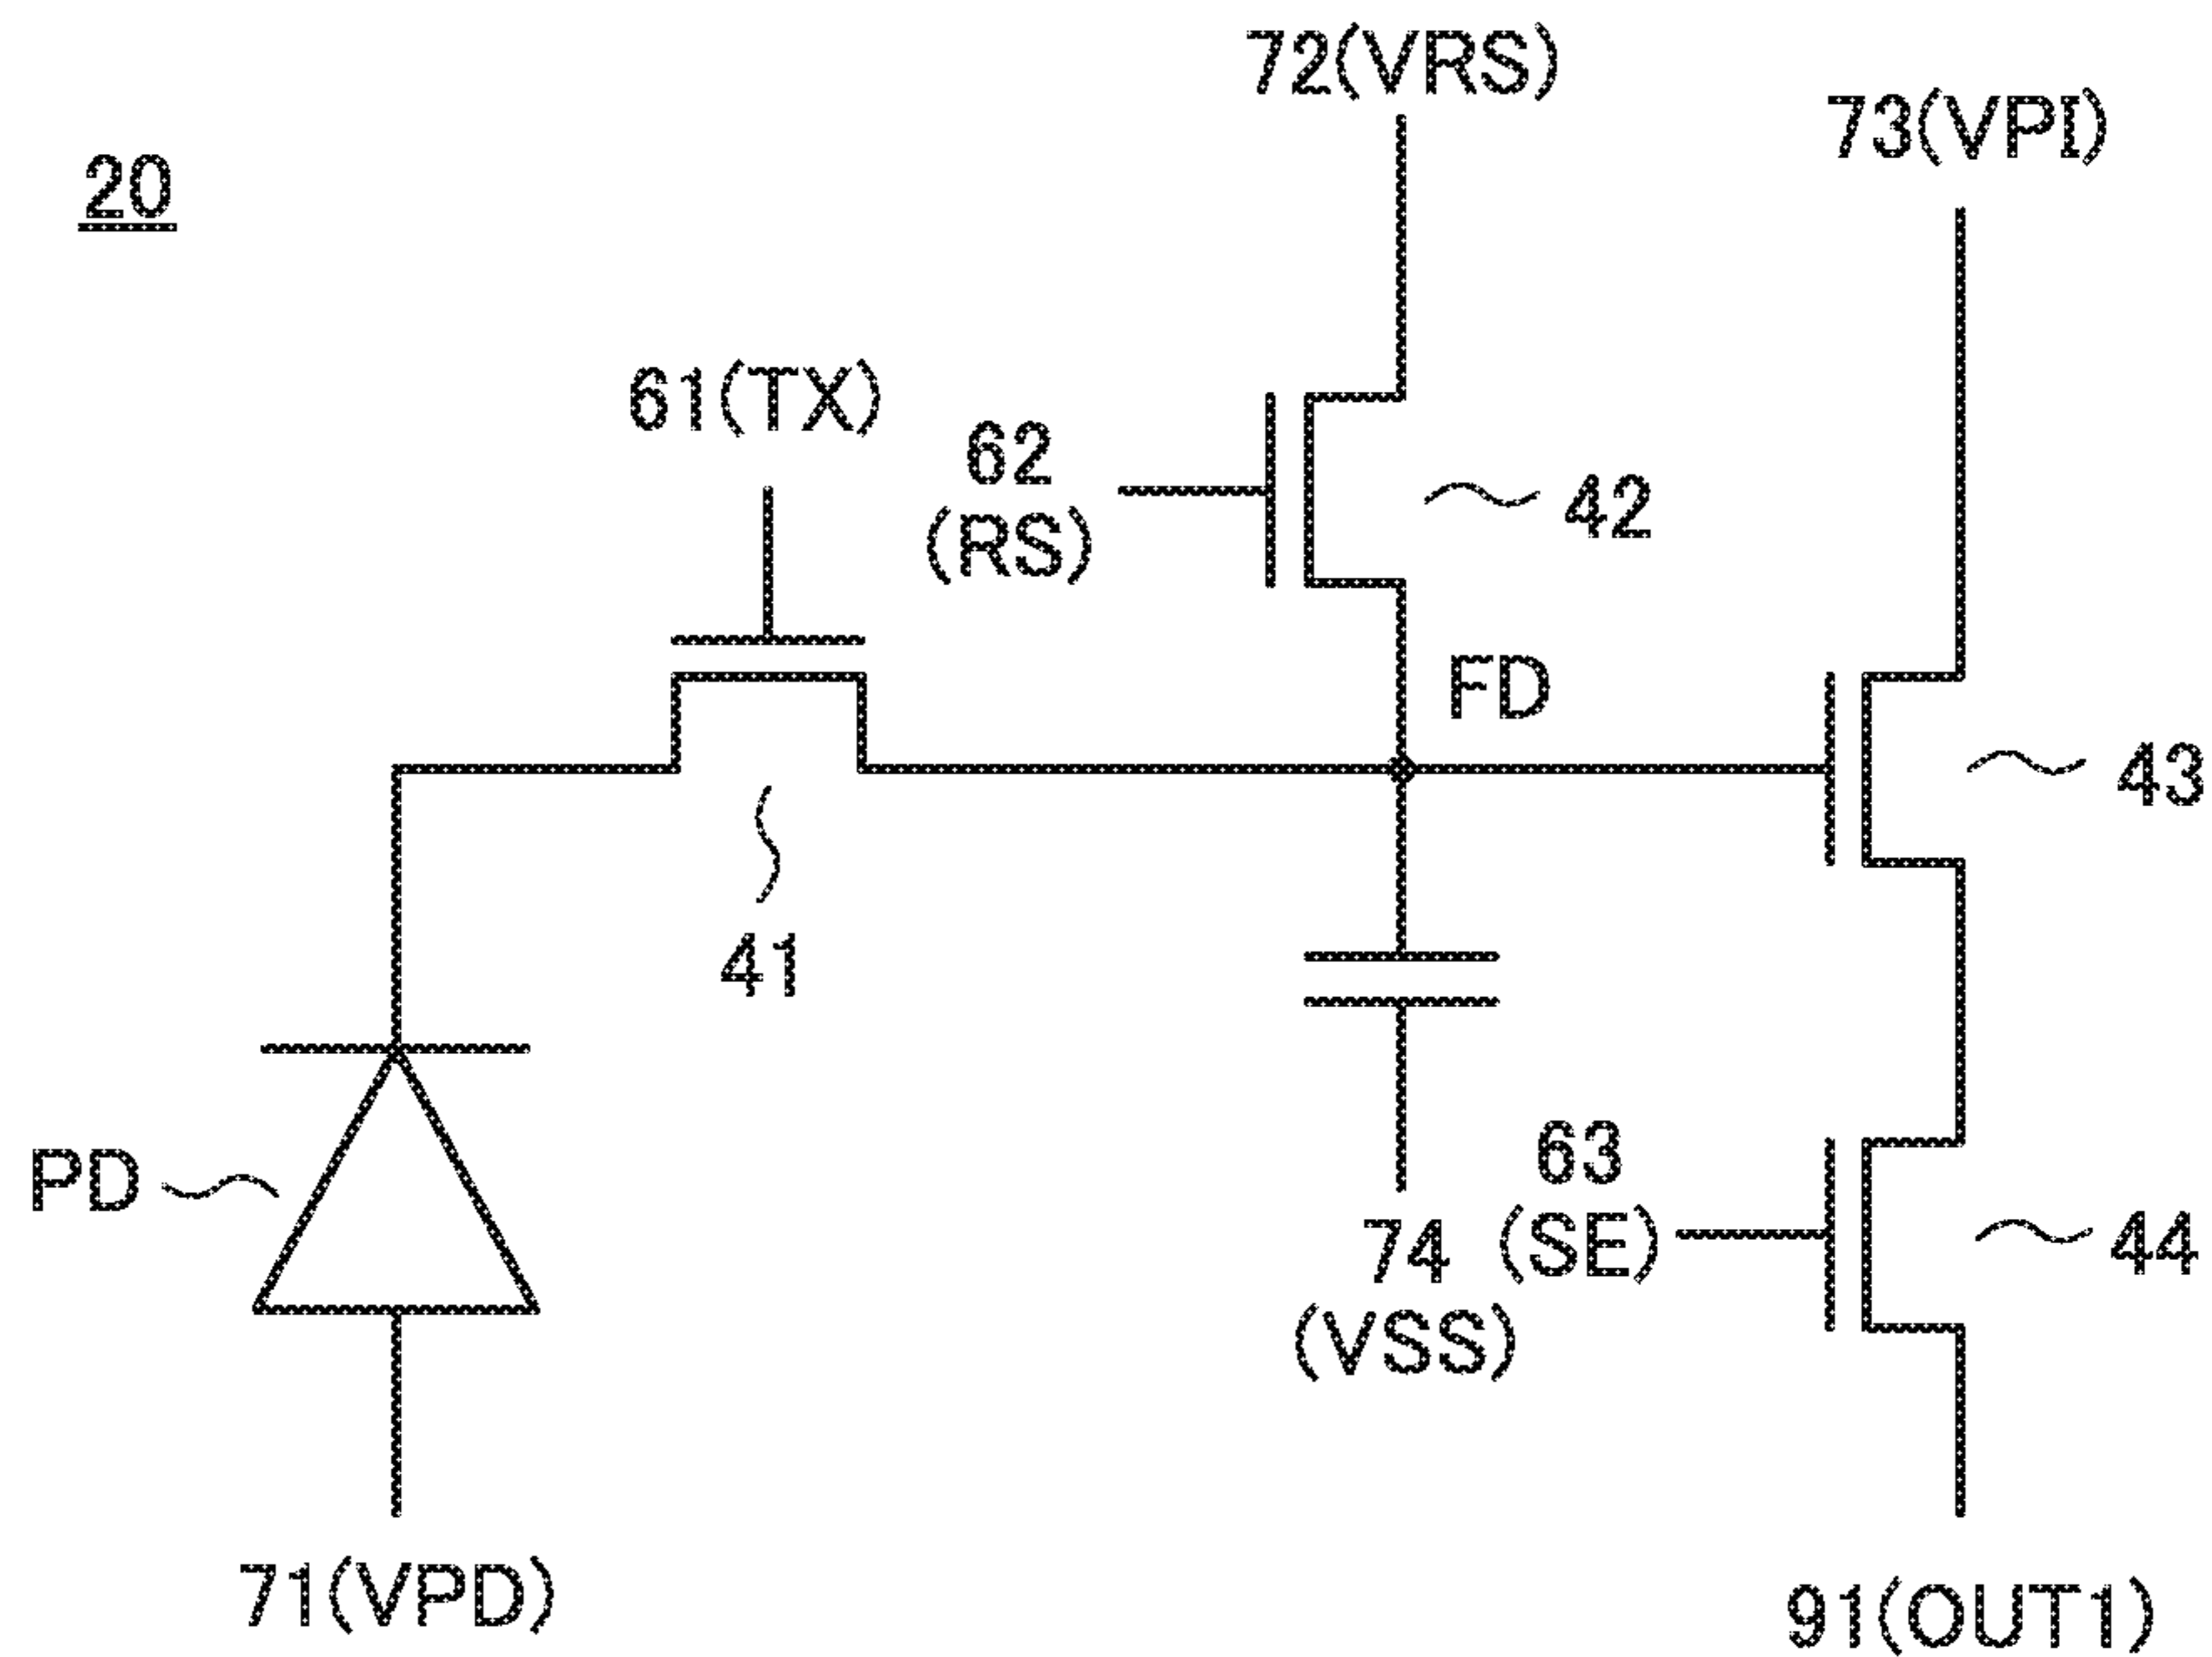 72(VRS)
73(VPI)
20
61(TX)
62
(RS)
42
FD
43
41
PD
63
(SE)
74
(VSS)
44
71(VPD)
91(OUT1)